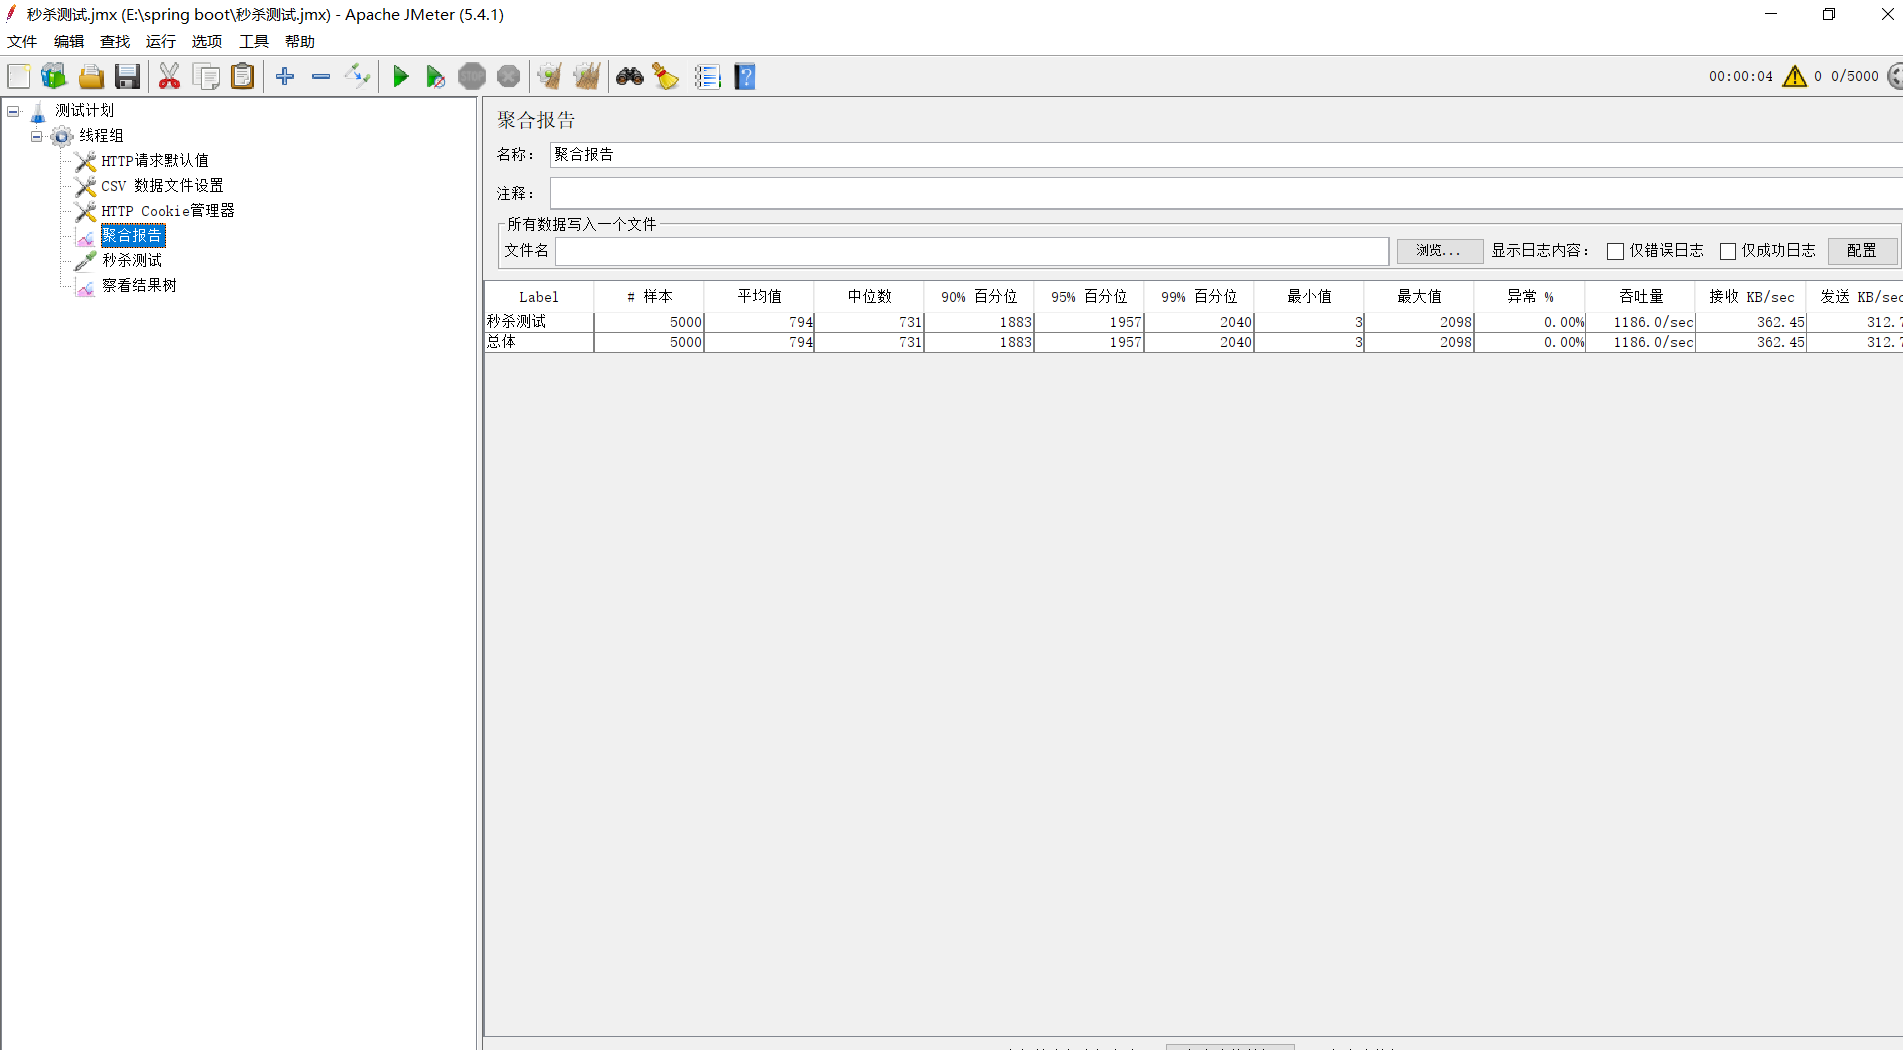 秒杀测试.jmx (E:\spring boot\秒杀测试.jmx) - Apache JMeter (5.4.1)
文件 编辑 查找 运行 选项 工具 帮助
00:00:04 0 0/5000
测试计划
线程组
HTTP请求默认值
CSV 数据文件设置
HTTP Cookie管理器
聚合报告
秒杀测试
察看结果树
聚合报告
名称： 聚合报告
注释：
所有数据写入一个文件
文件名 浏览... 显示日志内容： 仅错误日志 仅成功日志 配置
Label # 样本 平均值 中位数 90% 百分位 95% 百分位 99% 百分位 最小值 最大值 异常 % 吞吐量 接收 KB/sec 发送 KB/sec
秒杀测试 5000 794 731 1883 1957 2040 3 2098 0.00% 1186.0/sec 362.45 312.7
总体 5000 794 731 1883 1957 2040 3 2098 0.00% 1186.0/sec 362.45 312.7